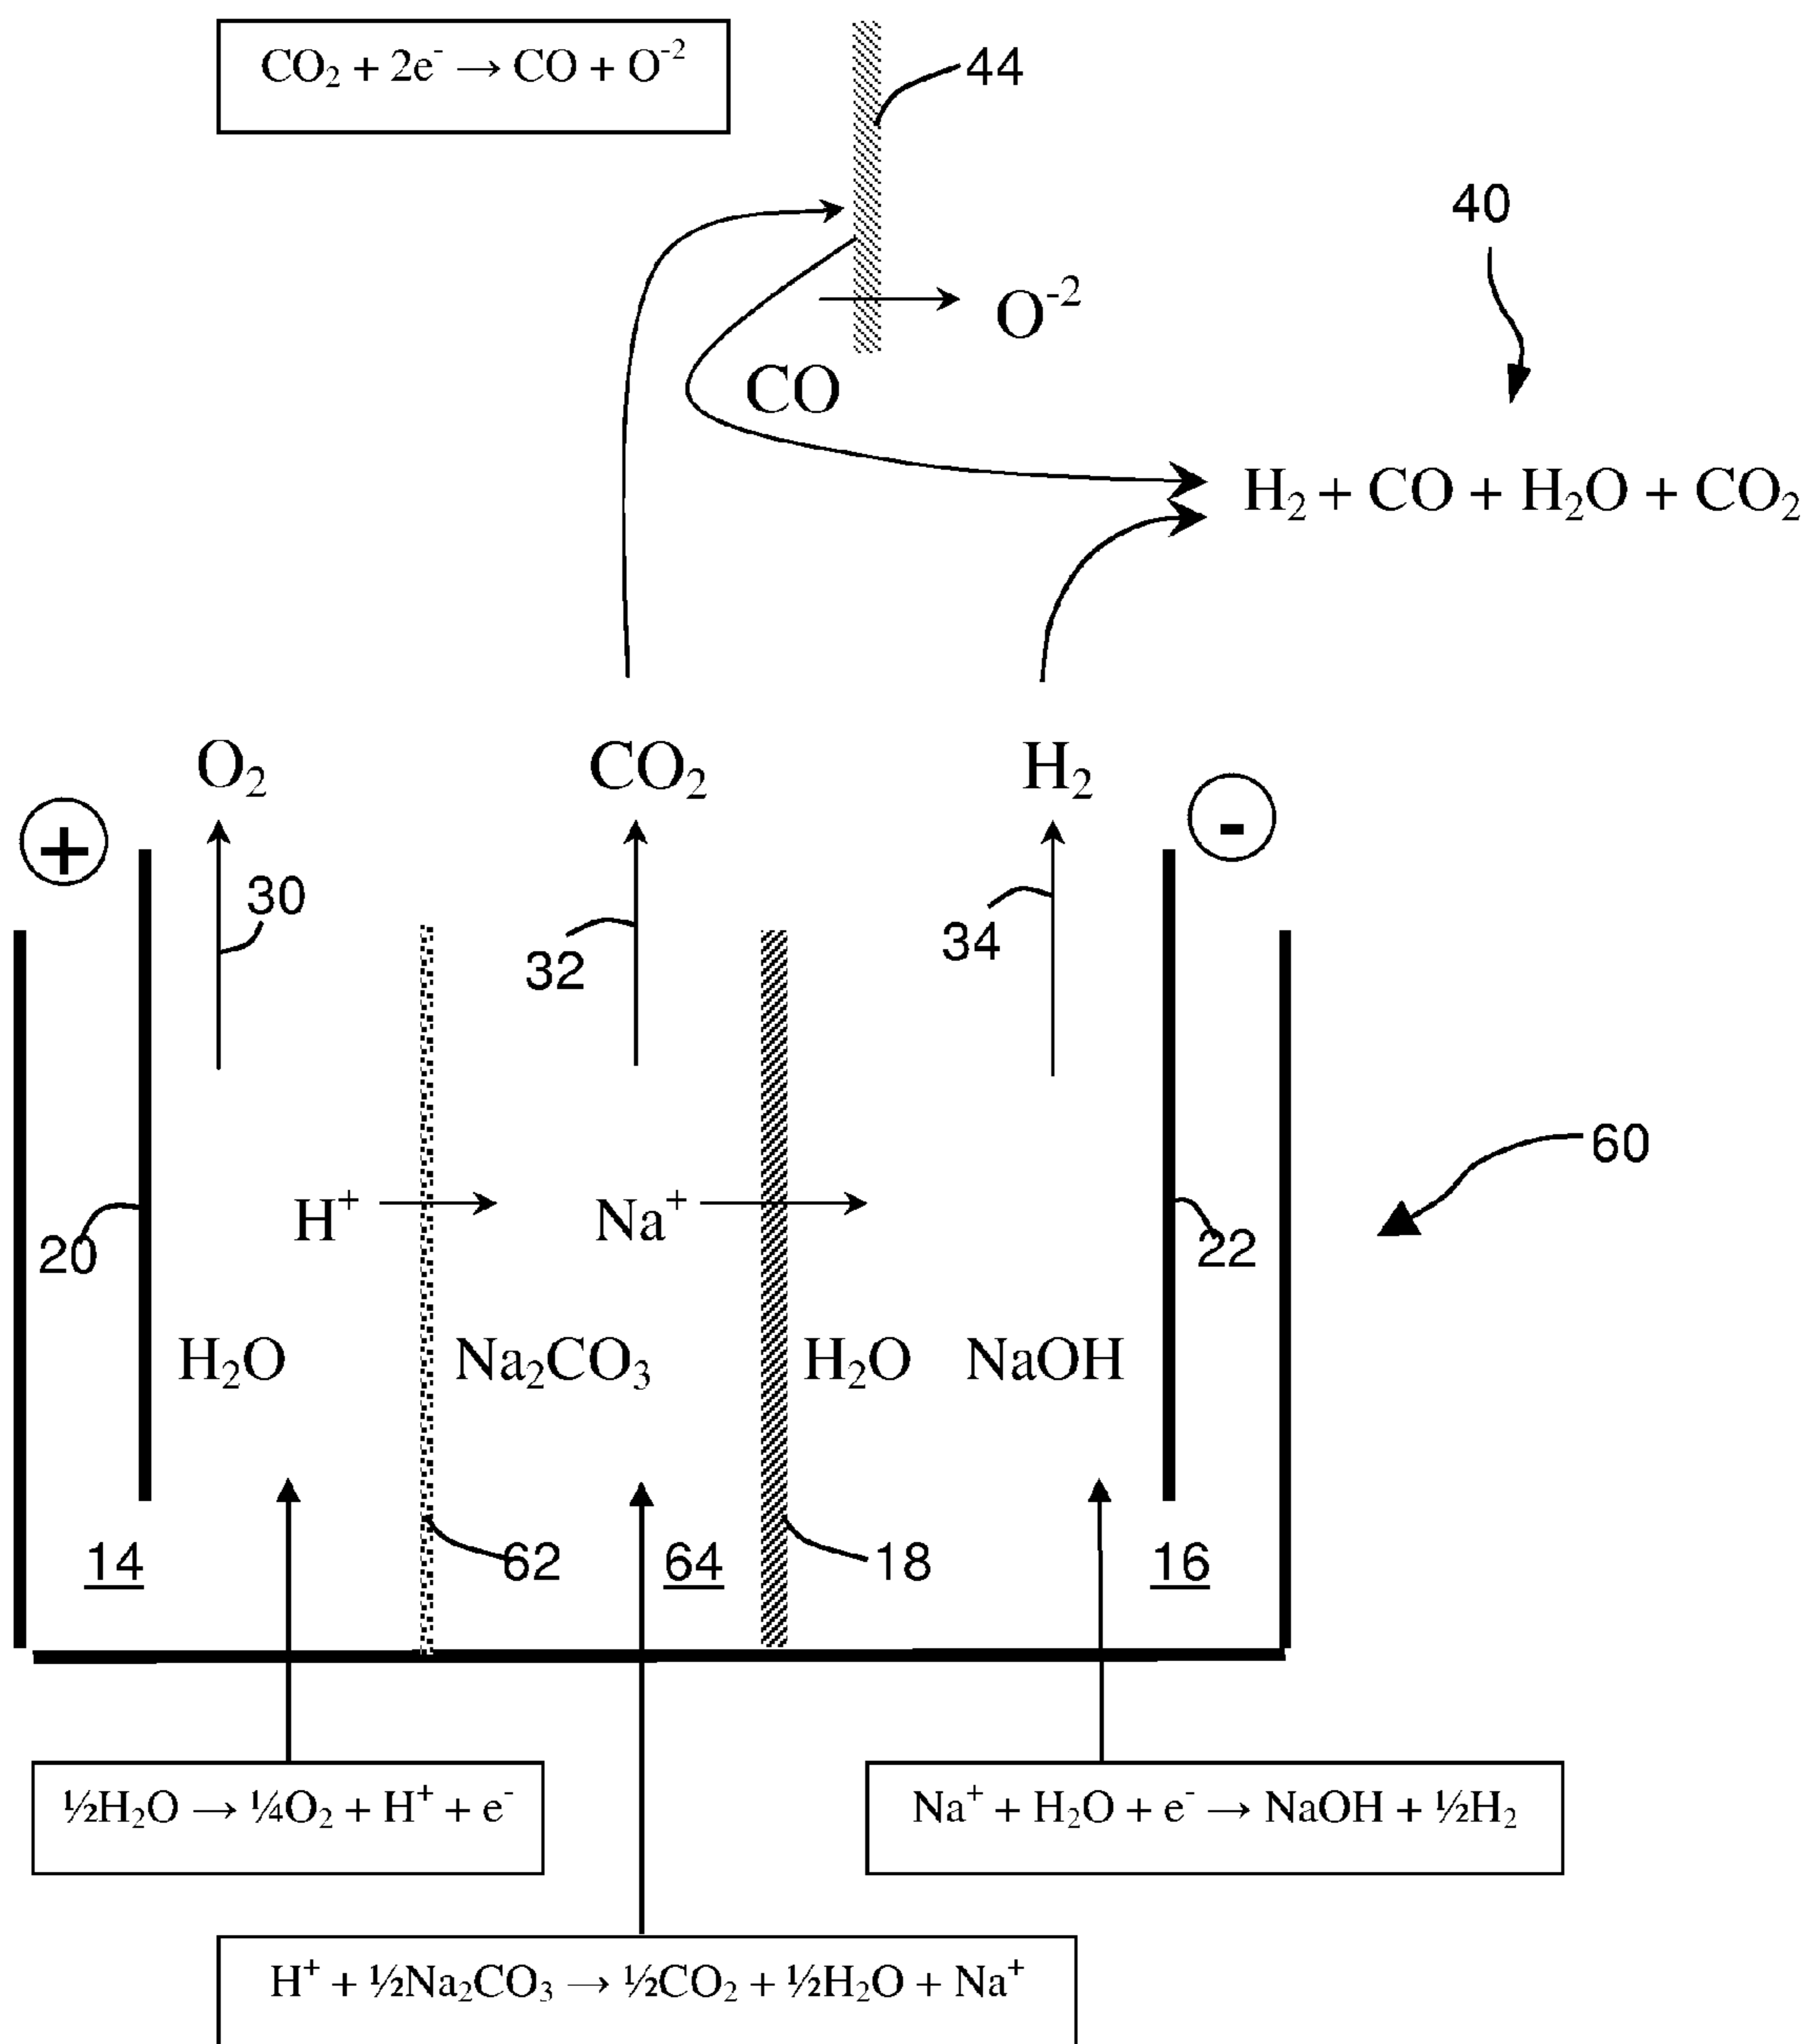 CO₂ + 2e⁻ → CO + O⁻²
44
40
O⁻²
CO
H₂ + CO + H₂O + CO₂
O₂ CO₂ H₂
+ -
30
32 34
60
H⁺ Na⁺
20 22
H₂O Na₂CO₃ H₂O NaOH
14 62 64 18 16
½H₂O → ¼O₂ + H⁺ + e⁻
Na⁺ + H₂O + e⁻ → NaOH + ½H₂
H⁺ + ½Na₂CO₃ → ½CO₂ + ½H₂O + Na⁺